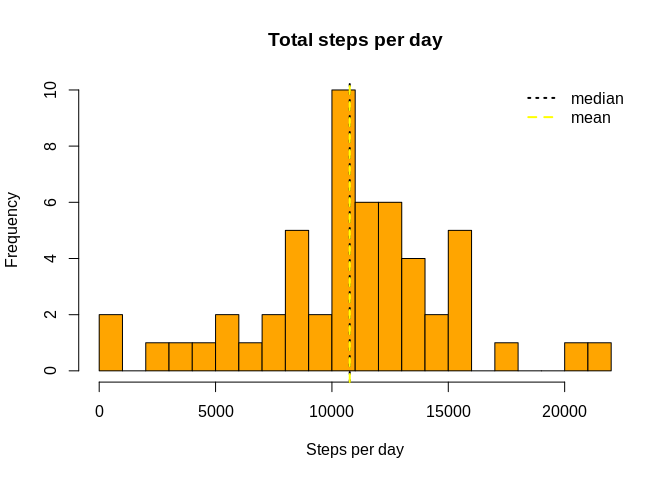 Total steps per day
median
mean
Frequency
10
8
6
4
2
0
0 5000 10000 15000 20000
Steps per day